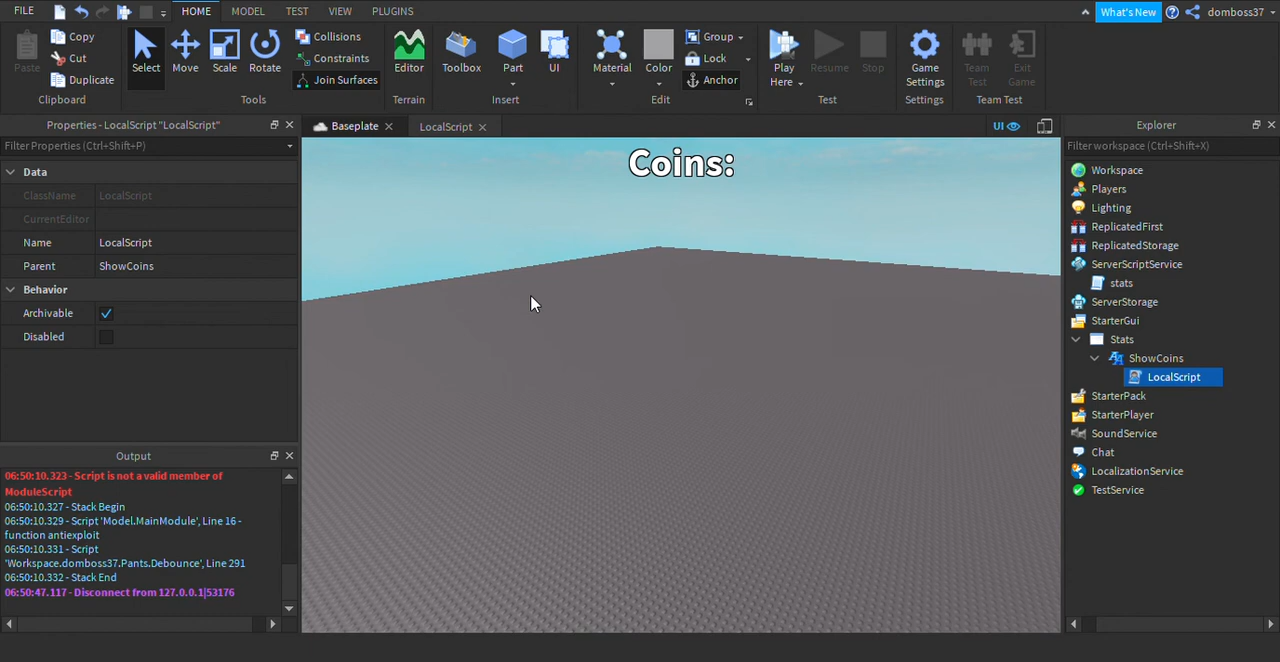 FILE HOME MODEL TEST VIEW PLUGINS What's New domboss37
Paste Copy Cut Duplicate Clipboard
Select Move Scale Rotate Collisions Constraints Join Surfaces Tools
Editor Terrain
Toolbox Part UI Insert
Material Color Group Lock Anchor Edit
Play Here Resume Stop Test
Game Settings Settings
Team Test Exit Game Team Test
Properties - LocalScript "LocalScript"
Filter Properties (Ctrl+Shift+P)
Data
ClassName LocalScript
CurrentEditor
Name LocalScript
Parent ShowCoins
Behavior
Archivable
Disabled
Output
06:50:10.323 - Script is not a valid member of
ModuleScript
06:50:10.327 - Stack Begin
06:50:10.329 - Script 'Model.MainModule', Line 16 -
function antiexploit
06:50:10.331 - Script
'Workspace.domboss37.Pants.Debounce', Line 291
06:50:10.332 - Stack End
06:50:47.117 - Disconnect from 127.0.0.1|53176
Baseplate LocalScript UI
Coins:
Explorer
Filter workspace (Ctrl+Shift+X)
Workspace
Players
Lighting
ReplicatedFirst
ReplicatedStorage
ServerScriptService
stats
ServerStorage
StarterGui
Stats
ShowCoins
LocalScript
StarterPack
StarterPlayer
SoundService
Chat
LocalizationService
TestService